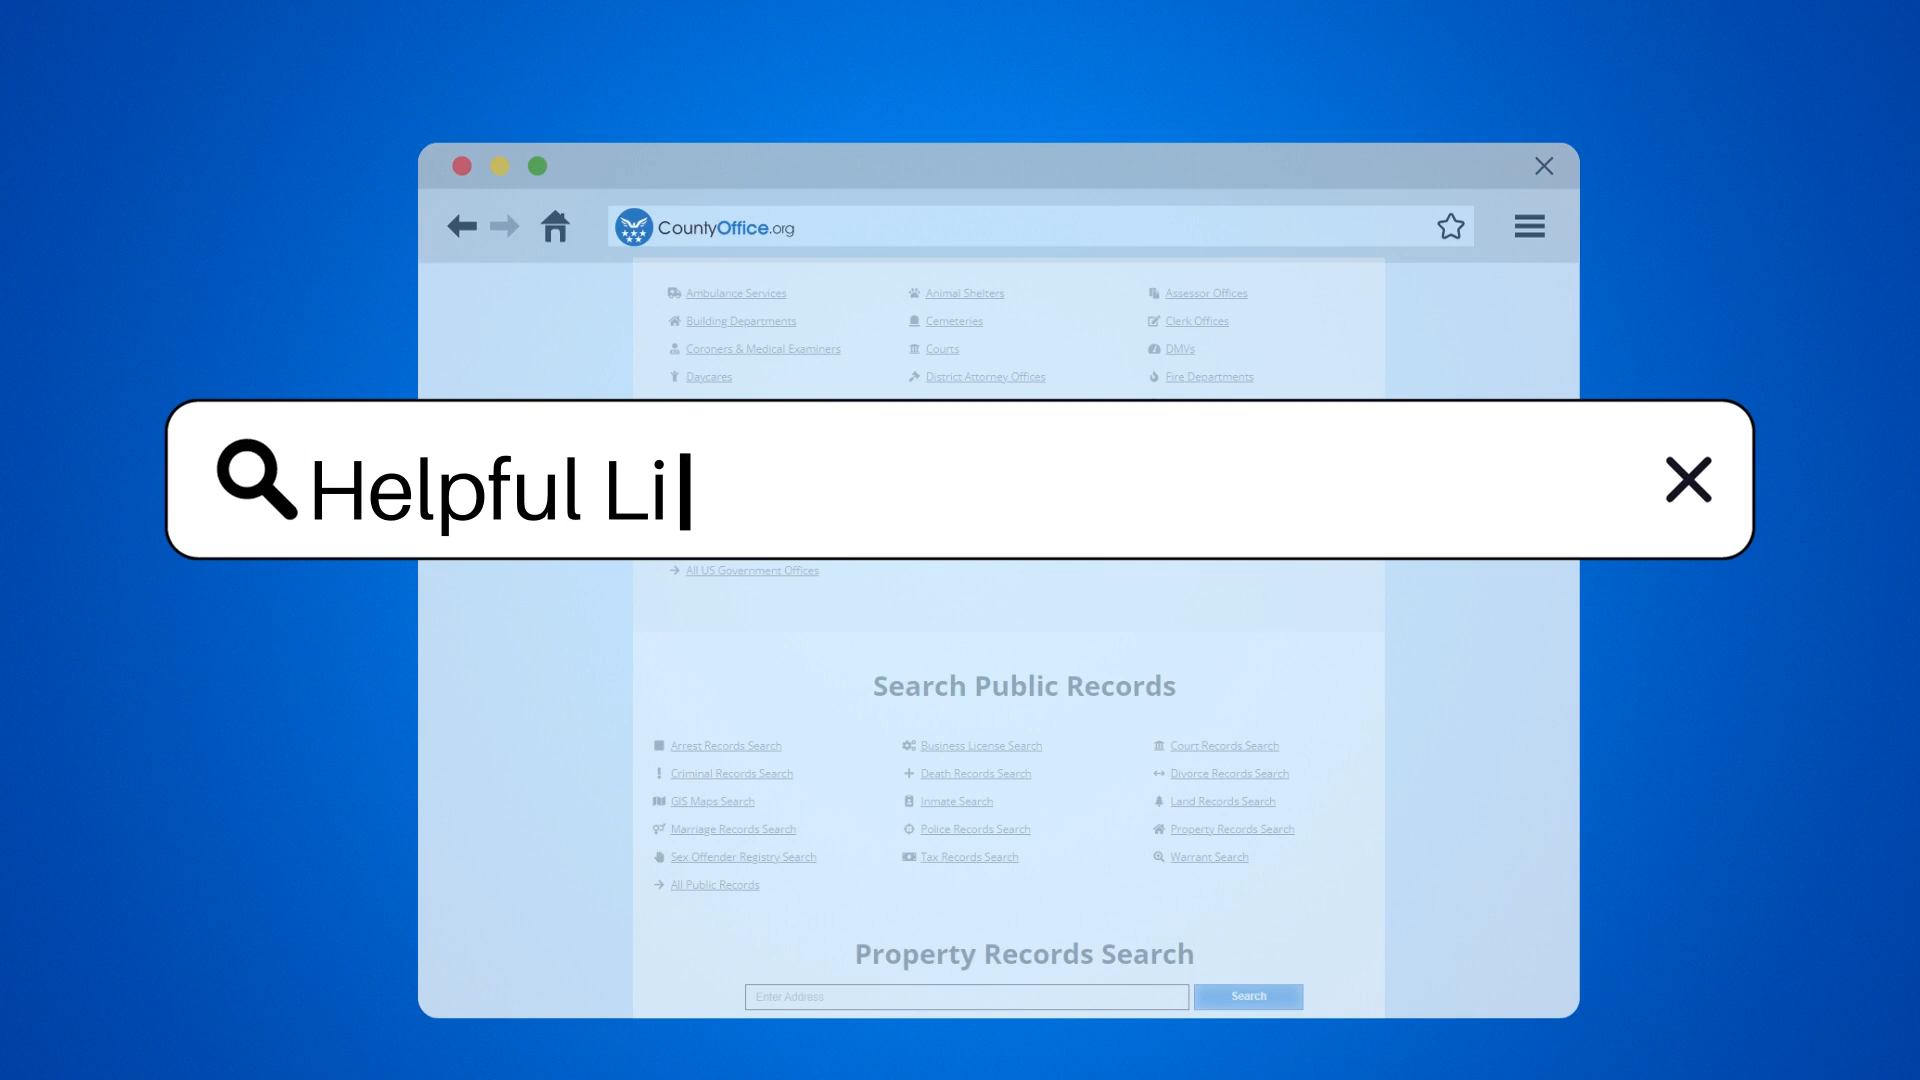 CountyOffice.org
Ambulance Services Animal Shelters Assessor Offices
Building Departments Cemeteries Clerk Offices
Coroners & Medical Examiners Courts DMVs
Daycares District Attorney Offices Fire Departments
Helpful Li
All US Government Offices
Search Public Records
Arrest Records Search Business License Search Court Records Search
Criminal Records Search Death Records Search Divorce Records Search
GIS Maps Search Inmate Search Land Records Search
Marriage Records Search Police Records Search Property Records Search
Sex Offender Registry Search Tax Records Search Warrant Search
All Public Records
Property Records Search
Enter Address Search